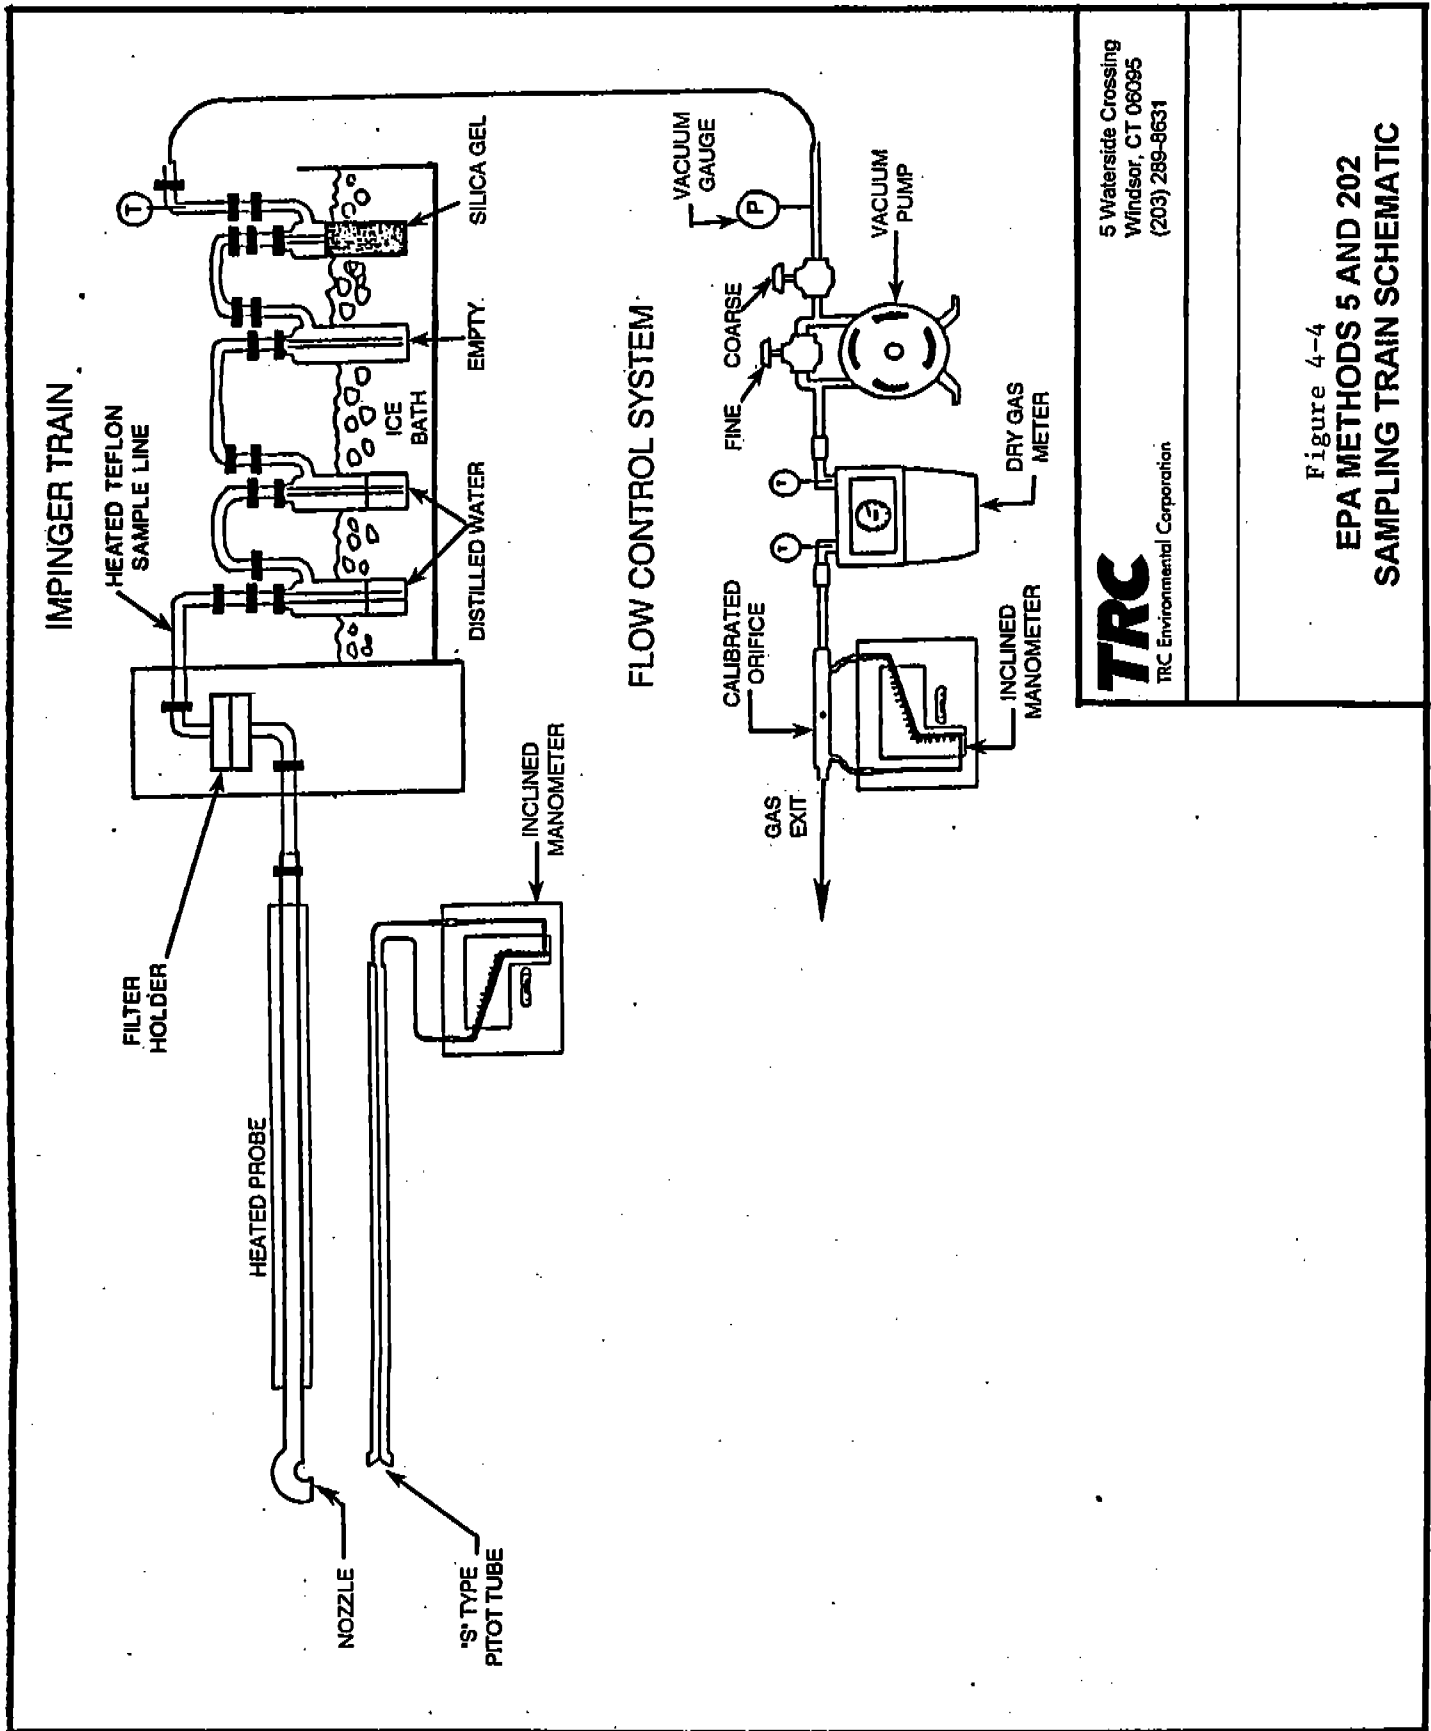 IMPINGER TRAIN
HEATED TEFLON
SAMPLE LINE
T
FILTER
HOLDER
HEATED PROBE
NOZZLE
"S" TYPE
PITOT TUBE
INCLINED
MANOMETER
ICE
BATH
DISTILLED WATER
EMPTY
SILICA GEL
FLOW CONTROL SYSTEM
VACUUM
GAUGE
P
COARSE
FINE
VACUUM
PUMP
T
T
CALIBRATED
ORIFICE
GAS
EXIT
DRY GAS
METER
INCLINED
MANOMETER
TRC
TRC Environmental Corporation
5 Waterside Crossing
Windsor, CT 06095
(203) 289-8631
Figure 4-4
EPA METHODS 5 AND 202
SAMPLING TRAIN SCHEMATIC